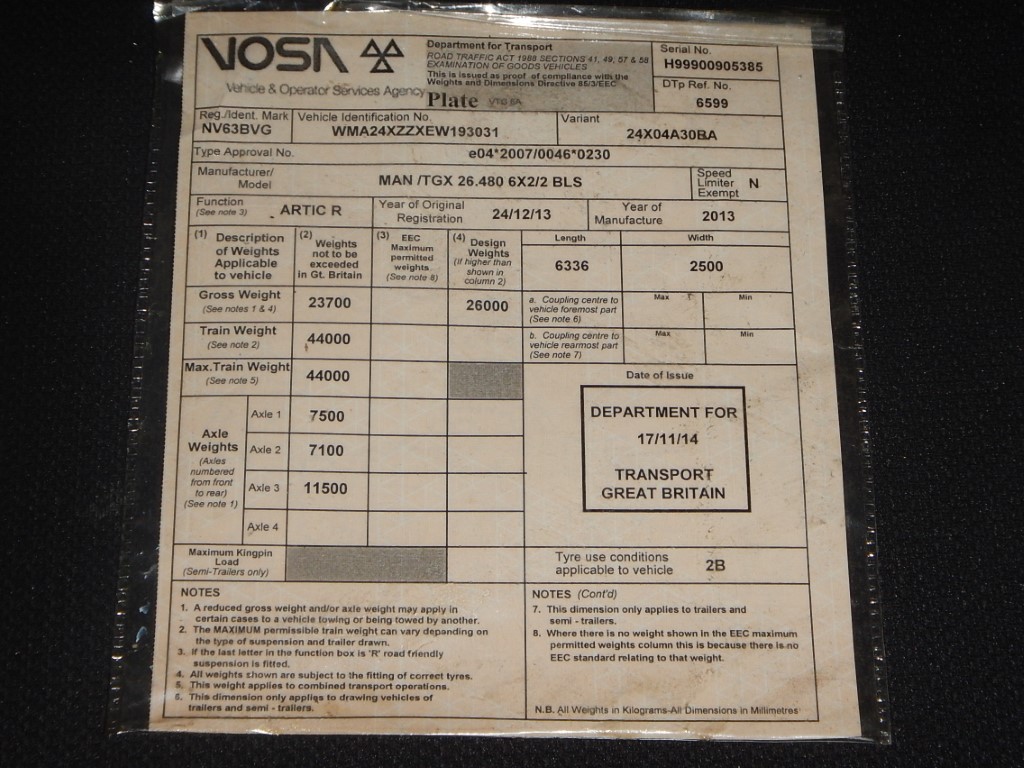 VOSA
Vehicle & Operator Services Agency
Department for Transport
ROAD TRAFFIC ACT 1988 SECTIONS 41, 49, 57 & 58
EXAMINATION OF GOODS VEHICLES
This is issued as proof of compliance with the
Weights and Dimensions Directive 85/3/EEC
Plate VTG 6A
Serial No.
H99900905385
DTp Ref. No.
6599
Reg./Ident. Mark
NV63BVG
Vehicle Identification No.
WMA24XZZXEW193031
Variant
24X04A30BA
Type Approval No.
e04*2007/0046*0230
Manufacturer/
Model
MAN /TGX 26.480 6X2/2 BLS
Speed
Limiter
Exempt
N
Function
(See note 3)
ARTIC R
Year of Original
Registration
24/12/13
Year of
Manufacture
2013
(1) Description
of Weights
Applicable
to vehicle
(2) Weights
not to be
exceeded
in Gt. Britain
(3) EEC
Maximum
permitted
weights
(See note 8)
(4) Design
Weights
(if higher than
shown in
column 2)
Length
6336
Width
2500
Gross Weight
(See notes 1 & 4)
23700
26000
a. Coupling centre to
vehicle foremost part
(See note 6)
Max
Min
Train Weight
(See note 2)
44000
b. Coupling centre to
vehicle rearmost part
(See note 7)
Max
Min
Max.Train Weight
(See note 5)
44000
Axle
Weights
(Axles
numbered
from front
to rear)
(See note 1)
Axle 1
7500
Axle 2
7100
Axle 3
11500
Axle 4
Date of Issue
DEPARTMENT FOR
17/11/14
TRANSPORT
GREAT BRITAIN
Maximum Kingpin
Load
(Semi-Trailers only)
Tyre use conditions
applicable to vehicle
2B
NOTES
1. A reduced gross weight and/or axle weight may apply in
certain cases to a vehicle towing or being towed by another.
2. The MAXIMUM permissible train weight can vary depending on
the type of suspension and trailer drawn.
3. If the last letter in the function box is 'R' road friendly
suspension is fitted.
4. All weights shown are subject to the fitting of correct tyres.
5. This weight applies to combined transport operations.
6. This dimension only applies to drawing vehicles of
trailers and semi - trailers.
NOTES (Cont'd)
7. This dimension only applies to trailers and
semi - trailers.
8. Where there is no weight shown in the EEC maximum
permitted weights column this is because there is no
EEC standard relating to that weight.
N.B. All Weights in Kilograms-All Dimensions in Millimetres